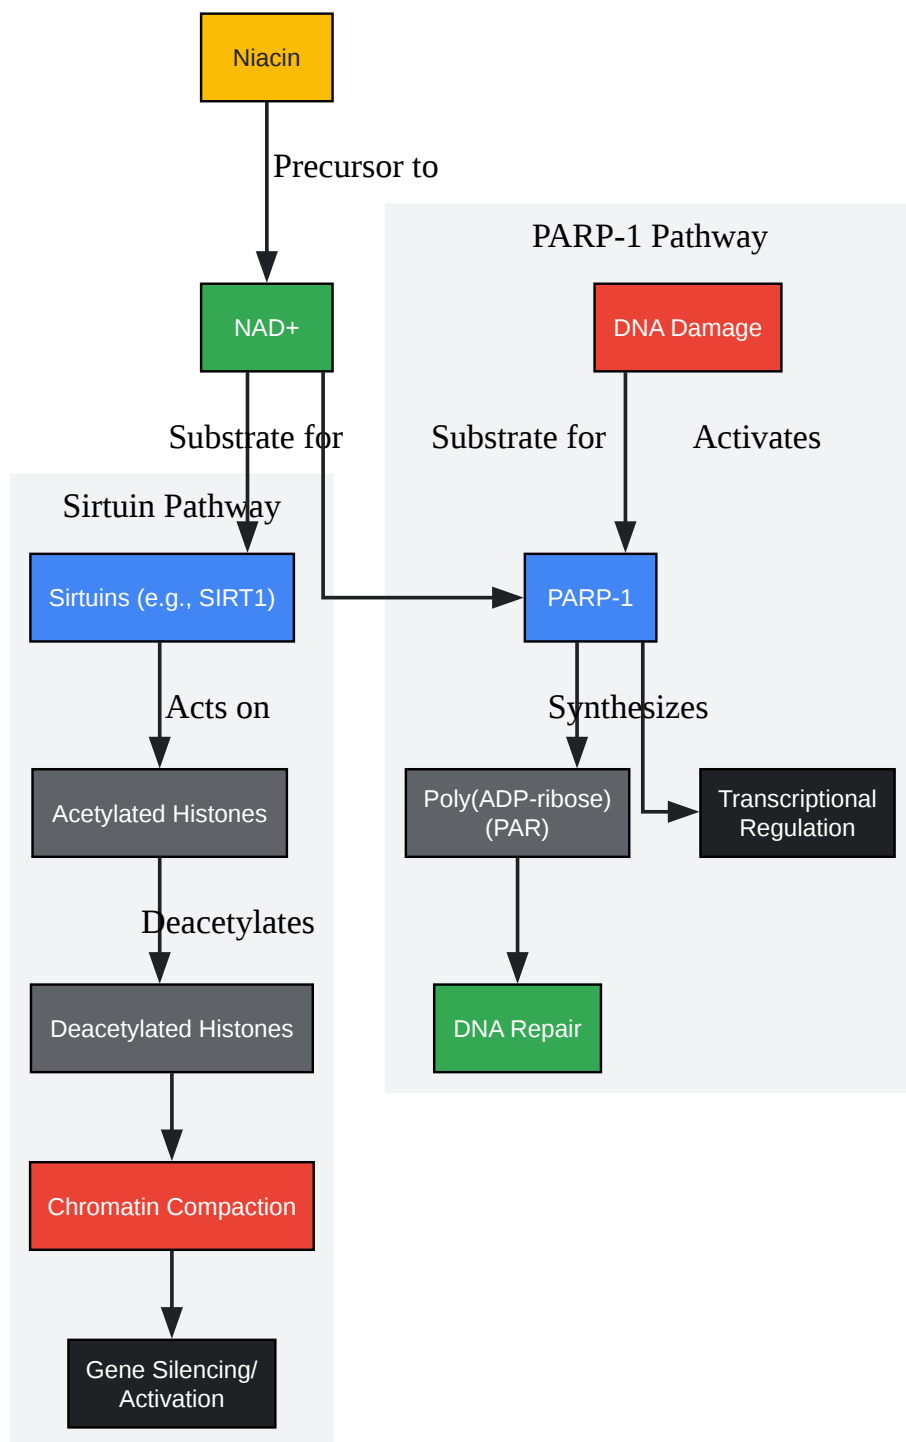 Niacin
Precursor to
PARP-1 Pathway
NAD+
DNA Damage
Substrate for
Substrate for
Activates
Sirtuin Pathway
Sirtuins (e.g., SIRT1)
PARP-1
Acts on
Synthesizes
Acetylated Histones
Poly(ADP-ribose)
(PAR)
Transcriptional
Regulation
Deacetylates
Deacetylated Histones
DNA Repair
Chromatin Compaction
Gene Silencing/
Activation